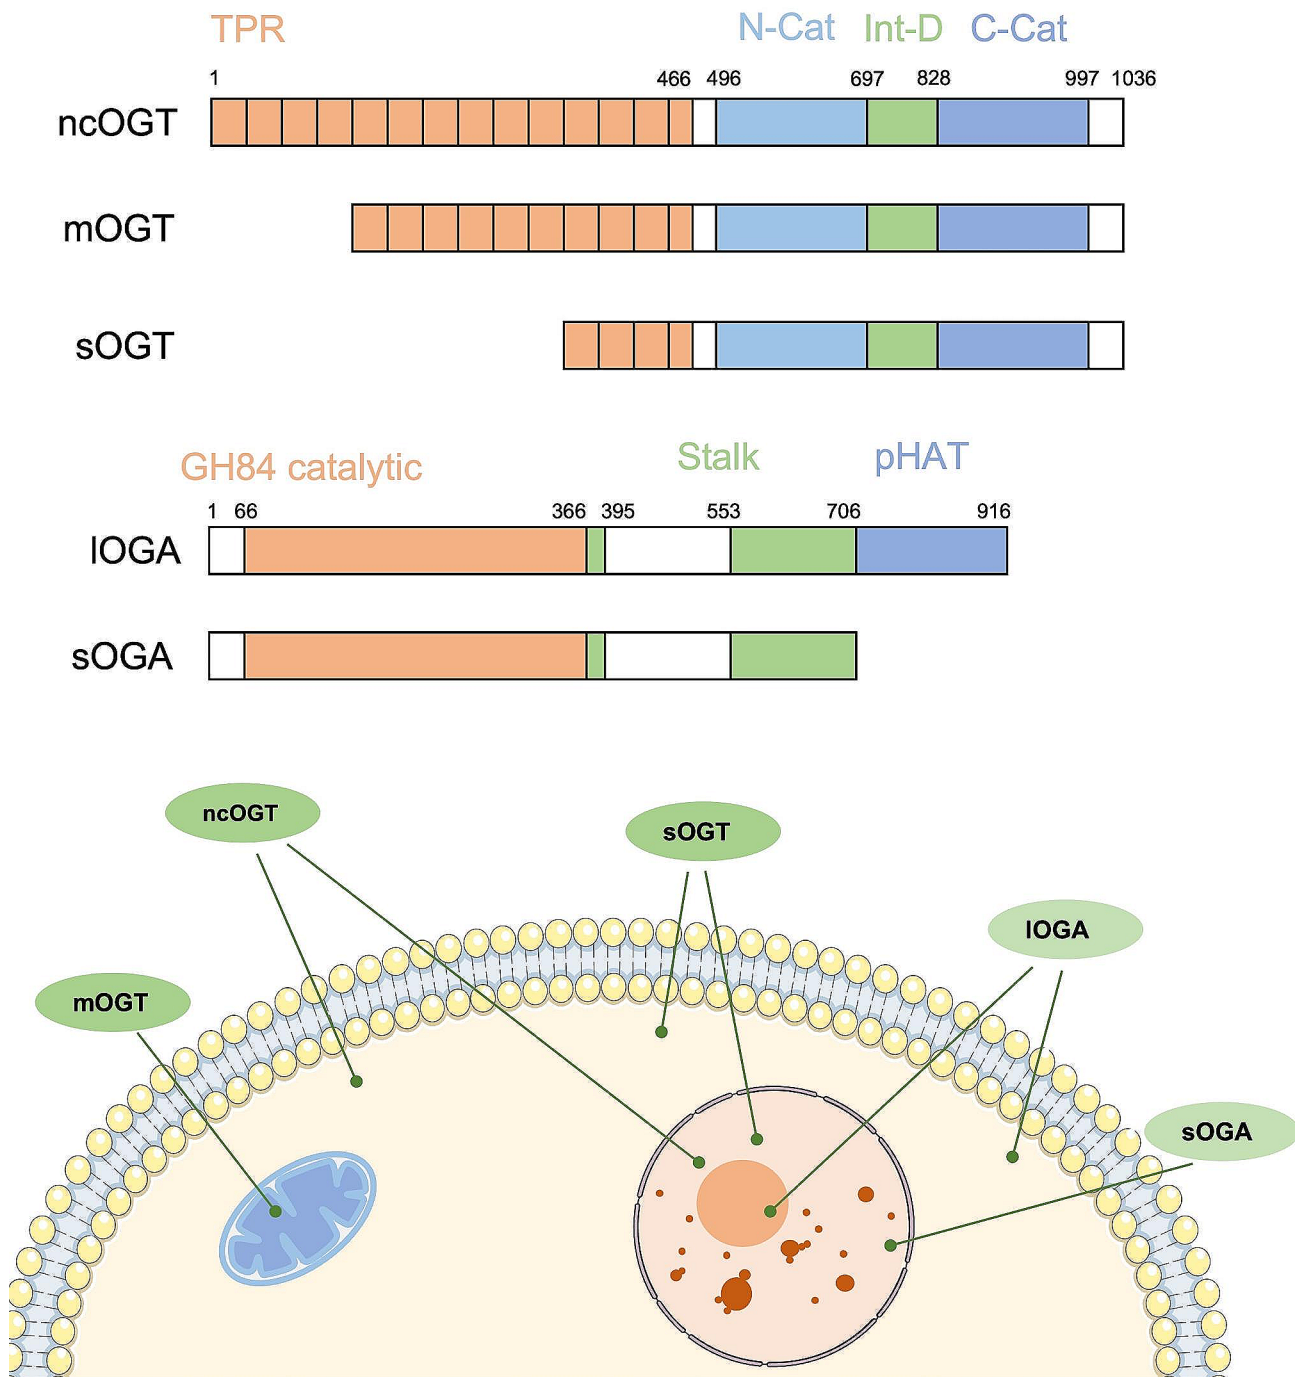 TPR N-Cat Int-D C-Cat
1 466 496 697 828 997 1036
ncOGT
mOGT
sOGT
GH84 catalytic Stalk pHAT
1 66 366 395 553 706 916
lOGA
sOGA
ncOGT
sOGT
lOGA
mOGT
sOGA